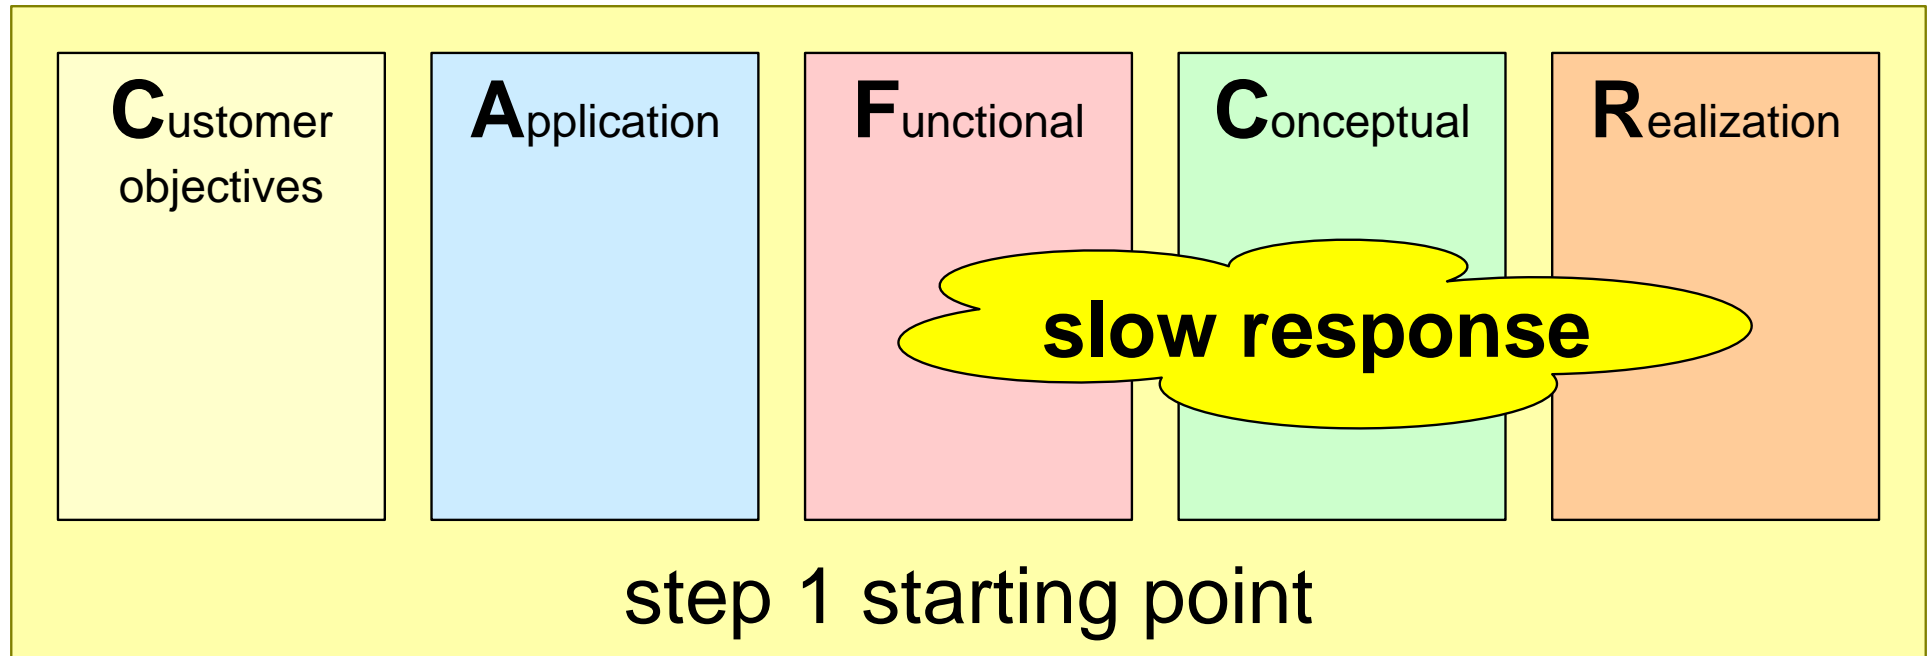 Customer
objectives
Application
Functional
Conceptual
Realization
slow response
step 1 starting point